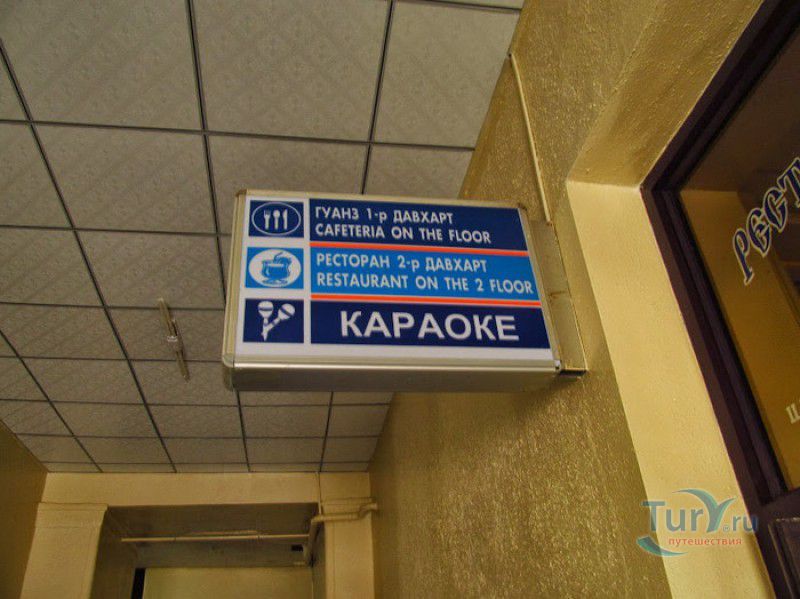 ГУАНЗ 1-р ДАВХАРТ
CAFETERIA ON THE FLOOR
РЕСТОРАН 2-р ДАВХАРТ
RESTAURANT ON THE 2 FLOOR
КАРАОКЕ
РЕСТ
TurY.ru
путешествия